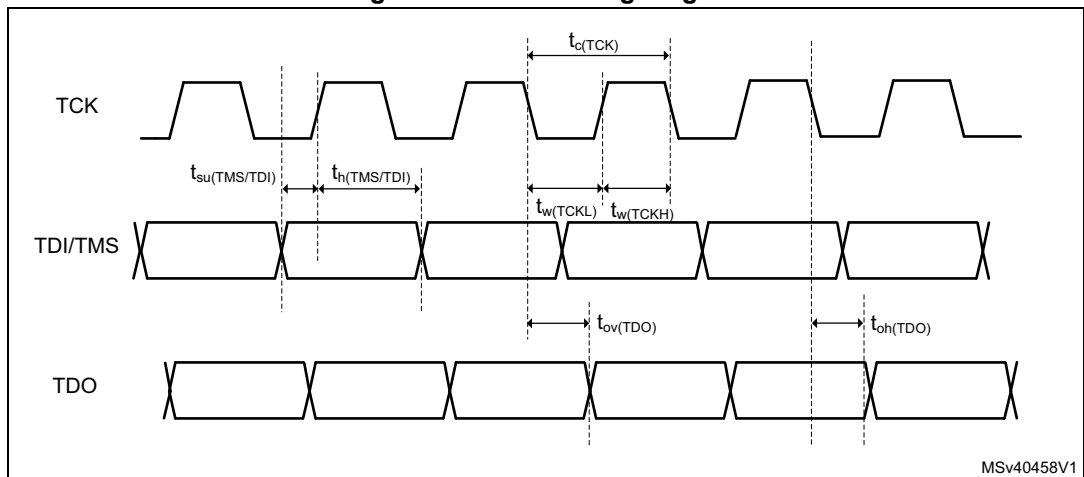 tc(TCK)
TCK
tsu(TMS/TDI)
th(TMS/TDI)
tw(TCKL)
tw(TCKH)
TDI/TMS
tov(TDO)
toh(TDO)
TDO
MSv40458V1